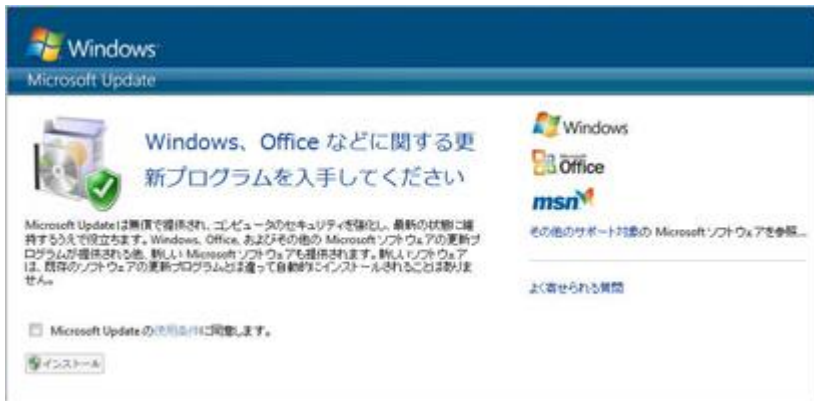 Windows
Microsoft Update
Windows、Office などに関する更
新プログラムを入手してください
Microsoft Updateは無償で提供され、コンピュータのセキュリティを強化し、最新の状態に維
持するうえで役立ちます。Windows、Office、およびその他の Microsoft ソフトウェアの更新プ
ログラムが提供される他、新しい Microsoft ソフトウェアも提供されます。新しいソフトウェア
は、既存のソフトウェアの更新プログラムとは違って自動的にインストールされることはありま
せん。
Microsoft Update の使用条件に同意します。
インストール
Windows
Microsoft
Office
msn
その他のサポート対象の Microsoft ソフトウェアを参照...
よく寄せられる質問